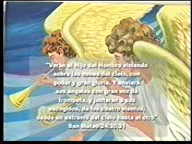 "Verán al Hijo del Hombre viniendo
sobre las nubes del cielo, con
poder y gran gloria. Y enviará
sus ángeles con gran voz de
trompeta, y juntarán a sus
escogidos, de los cuatro vientos,
desde un extremo del cielo hasta el otro"
San Mateo 24:30,31